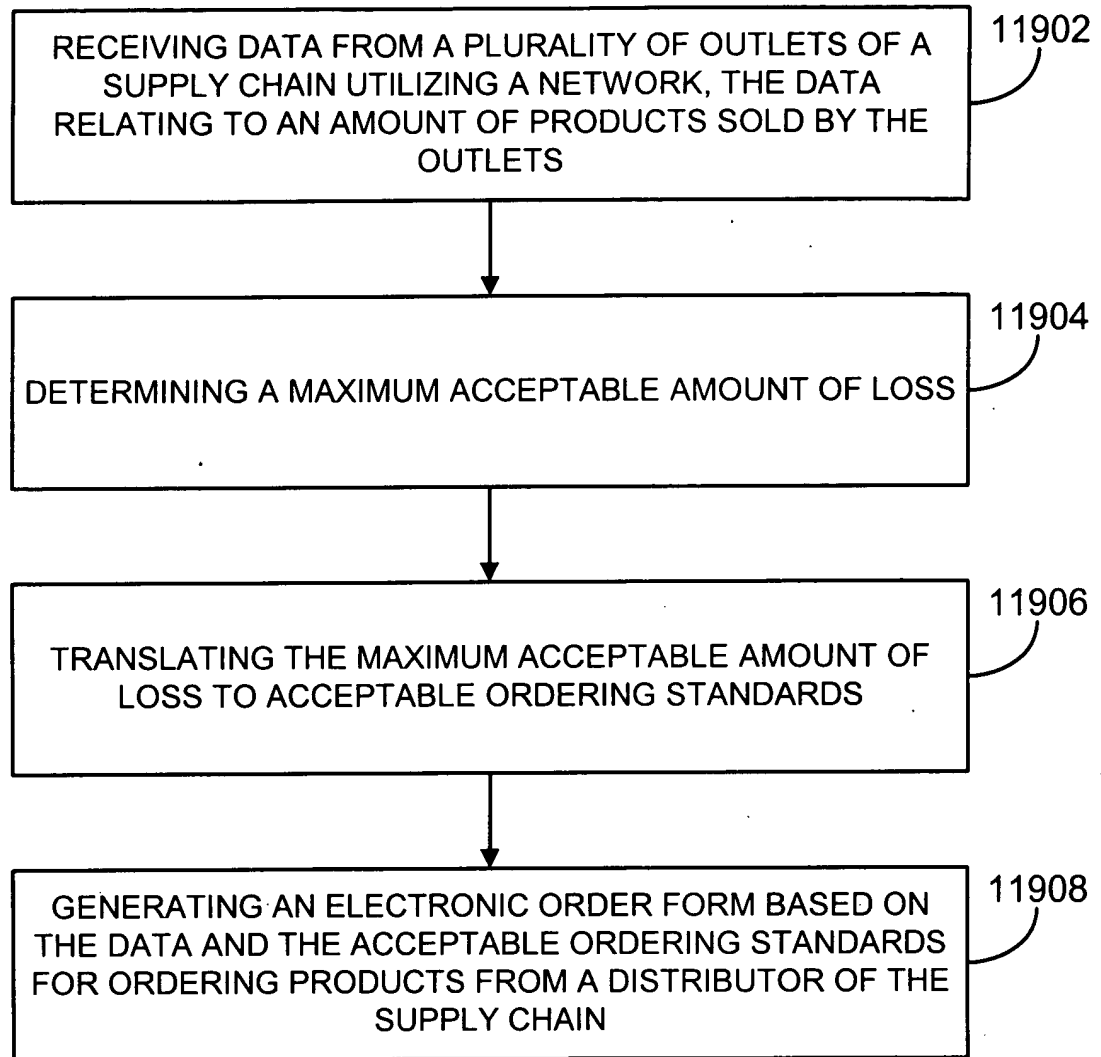 RECEIVING DATA FROM A PLURALITY OF OUTLETS OF A
SUPPLY CHAIN UTILIZING A NETWORK, THE DATA
RELATING TO AN AMOUNT OF PRODUCTS SOLD BY THE
OUTLETS
11902
DETERMINING A MAXIMUM ACCEPTABLE AMOUNT OF LOSS
11904
TRANSLATING THE MAXIMUM ACCEPTABLE AMOUNT OF
LOSS TO ACCEPTABLE ORDERING STANDARDS
11906
GENERATING AN ELECTRONIC ORDER FORM BASED ON
THE DATA AND THE ACCEPTABLE ORDERING STANDARDS
FOR ORDERING PRODUCTS FROM A DISTRIBUTOR OF THE
SUPPLY CHAIN
11908